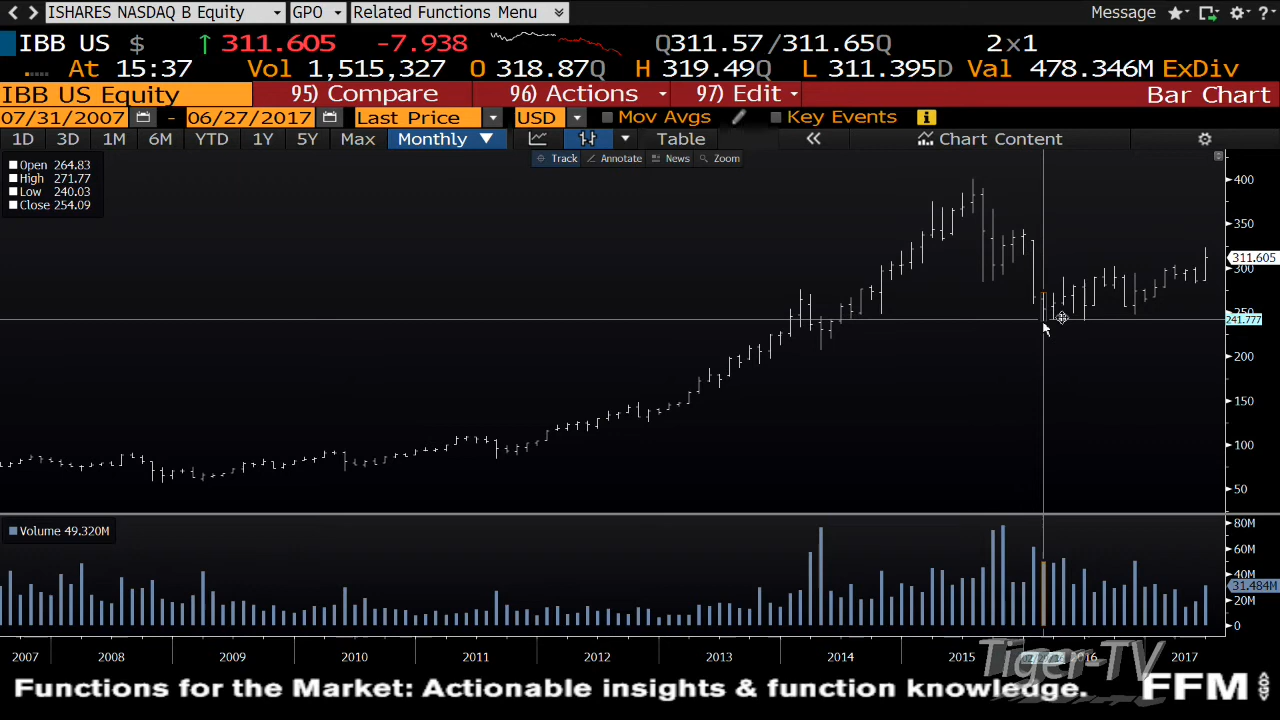 ISHARES NASDAQ B Equity GPO Related Functions Menu Message ?
IBB US $ ↑ 311.605 -7.938 Q311.57/311.65Q 2×1
At 15:37 Vol 1,515,327 O 318.87Q H 319.49Q L 311.395D Val 478.346M ExDiv
IBB US Equity 95) Compare 96) Actions 97) Edit Bar Chart
07/31/2007 - 06/27/2017 Last Price USD Mov Avgs Key Events i
1D 3D 1M 6M YTD 1Y 5Y Max Monthly ▼ Table « Chart Content
Track Annotate News Zoom
Open 264.83
High 271.77
Low 240.03
Close 254.09
400
350
311.605
300
250
241.777
200
150
100
50
Volume 49.320M
80M
60M
40M
31.484M
20M
0
2007 2008 2009 2010 2011 2012 2013 2014 2015 2016 2017
Tiger-TV
Functions for the Market: Actionable insights & function knowledge. FFM